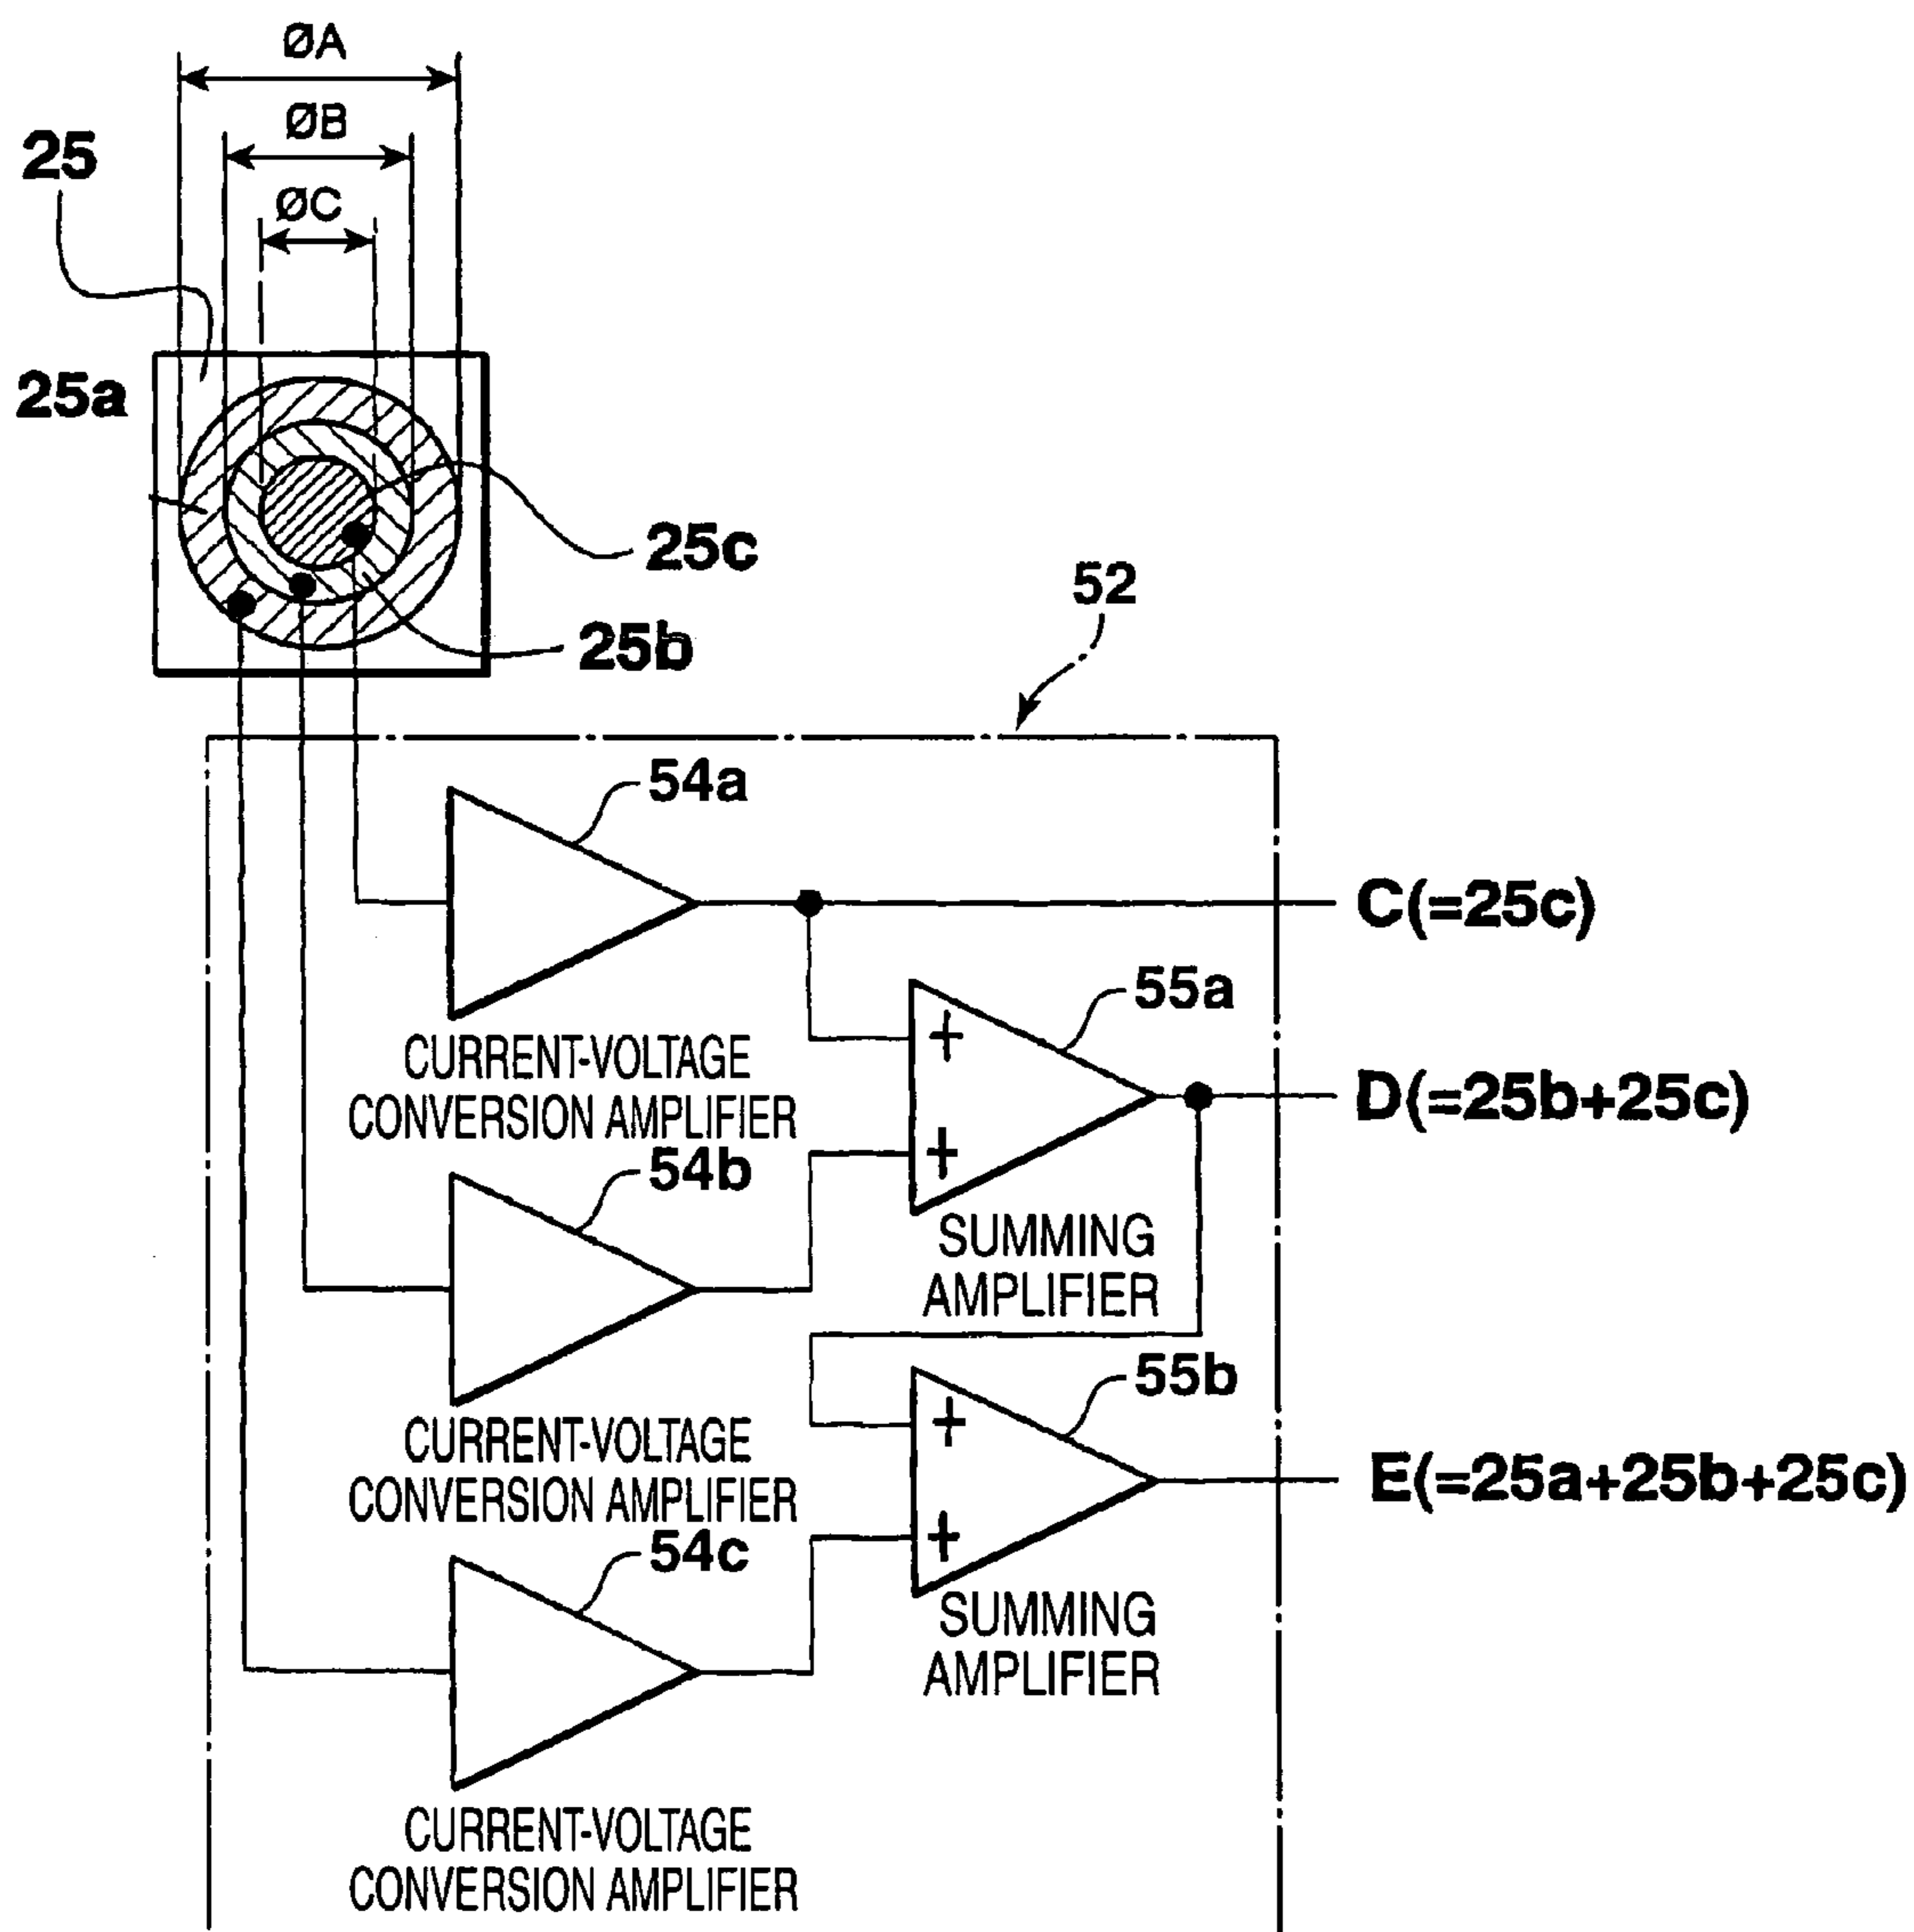 ØA
ØB
25
ØC
25a
25c
52
25b
54a
C(=25c)
55a
+
CURRENT-VOLTAGE
CONVERSION AMPLIFIER
D(=25b+25c)
+
54b
SUMMING
AMPLIFIER
55b
+
CURRENT-VOLTAGE
CONVERSION AMPLIFIER
E(=25a+25b+25c)
+
54c
SUMMING
AMPLIFIER
CURRENT-VOLTAGE
CONVERSION AMPLIFIER